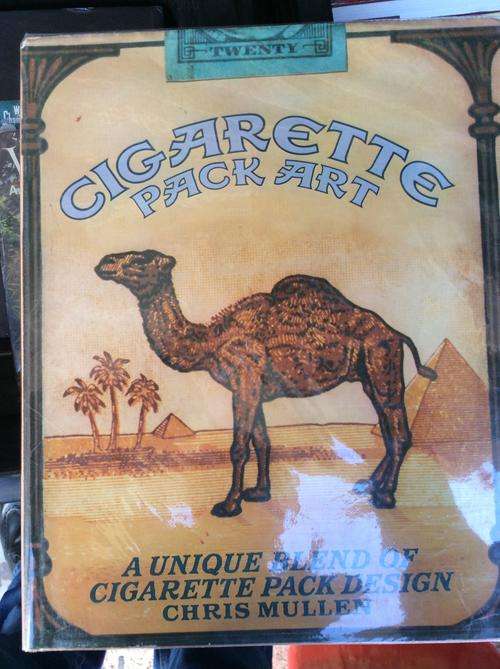 TWENTY
CIGARETTE
PACK ART
A UNIQUE BLEND OF
CIGARETTE PACK DESIGN
CHRIS MULLEN